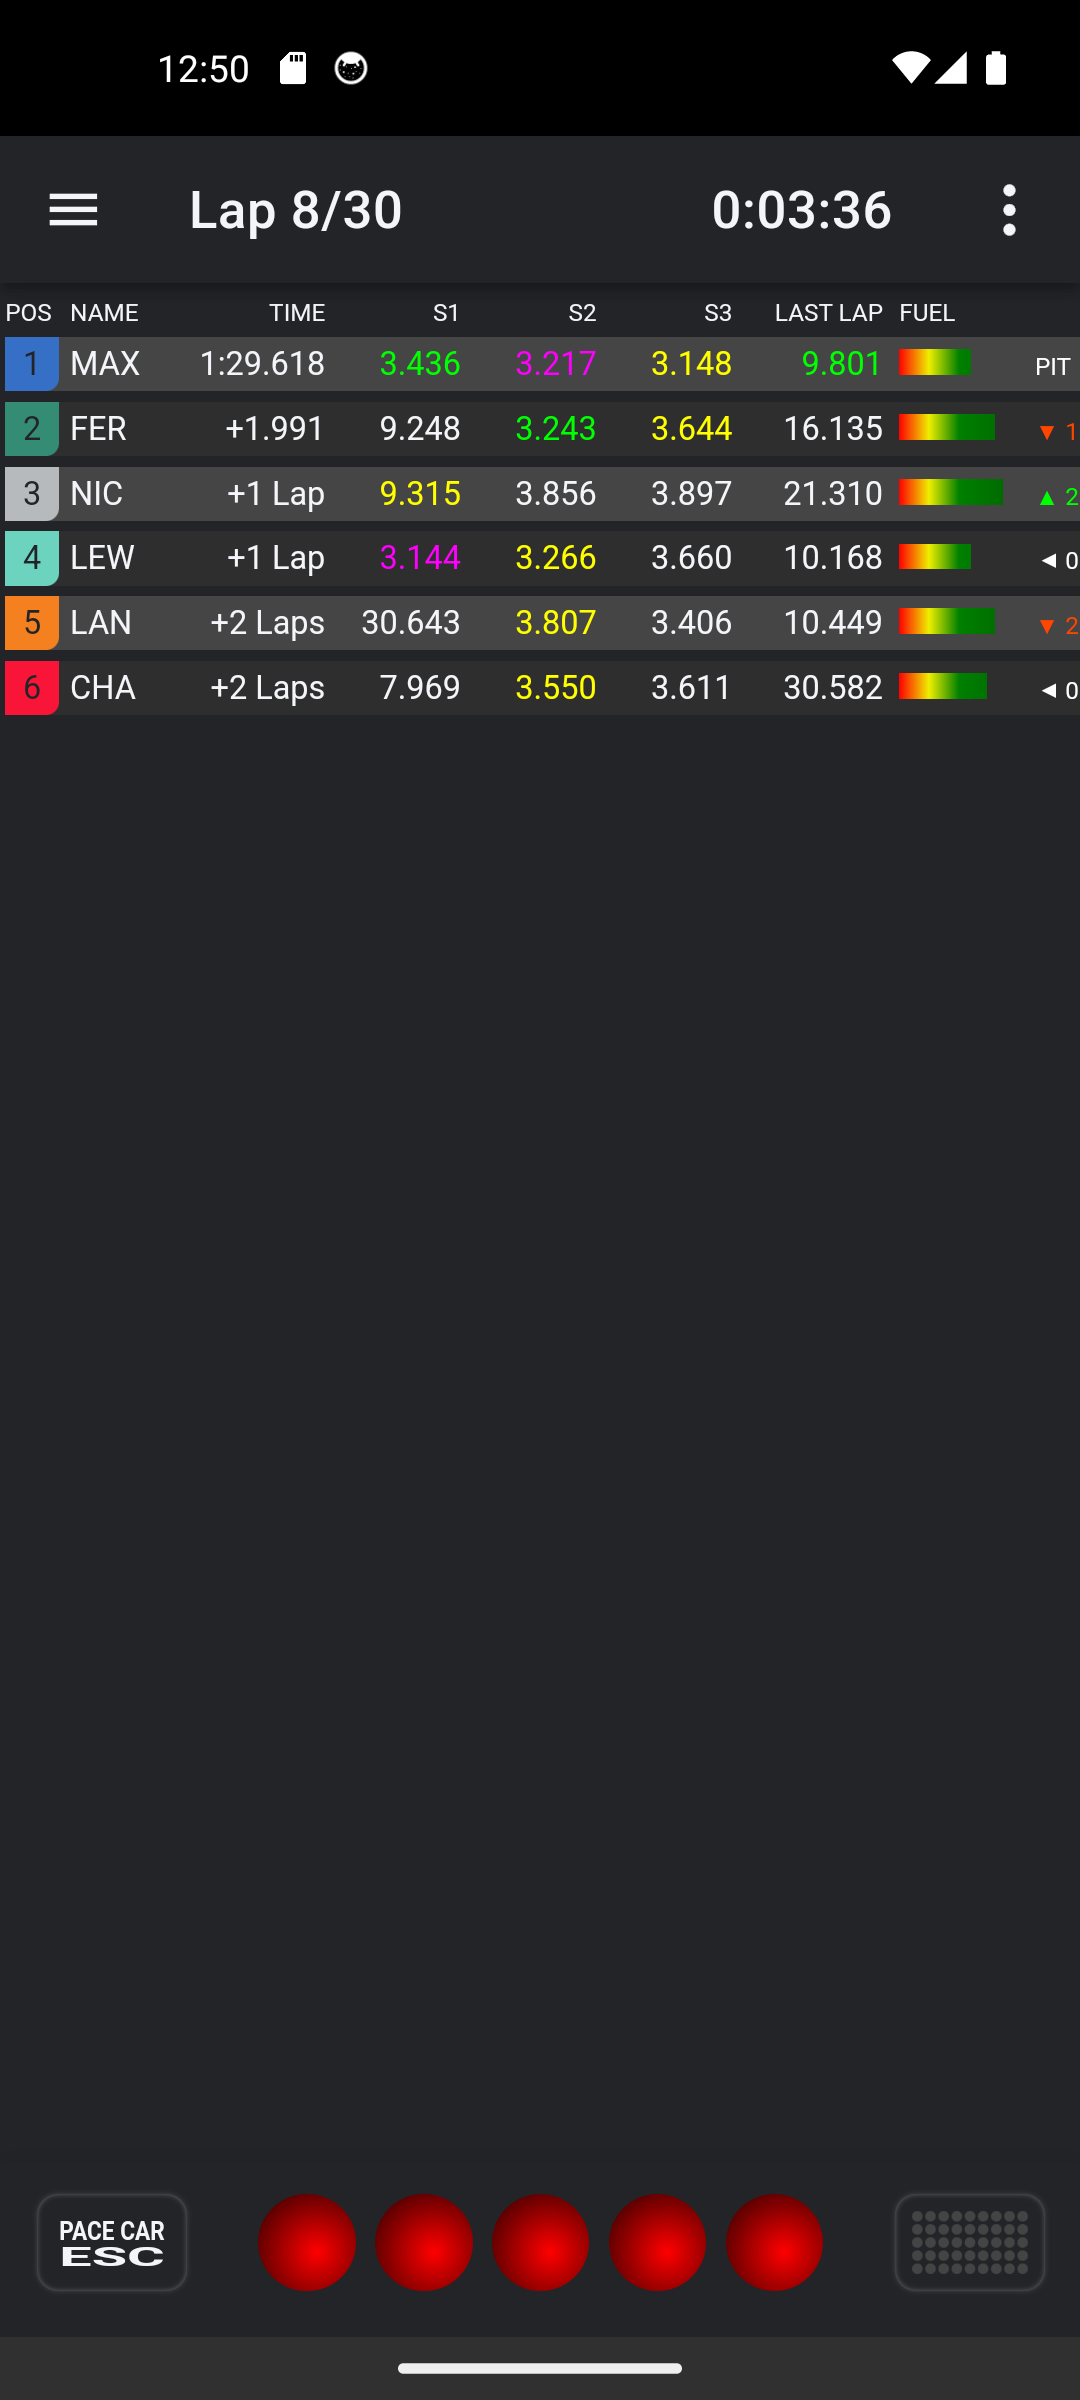 12:50
Lap 8/30 0:03:36
POS NAME TIME S1 S2 S3 LAST LAP FUEL
1 MAX 1:29.618 3.436 3.217 3.148 9.801 PIT
2 FER +1.991 9.248 3.243 3.644 16.135 ▼ 1
3 NIC +1 Lap 9.315 3.856 3.897 21.310 ▲ 2
4 LEW +1 Lap 3.144 3.266 3.660 10.168 ◄ 0
5 LAN +2 Laps 30.643 3.807 3.406 10.449 ▼ 2
6 CHA +2 Laps 7.969 3.550 3.611 30.582 ◄ 0
PACE CAR
ESC